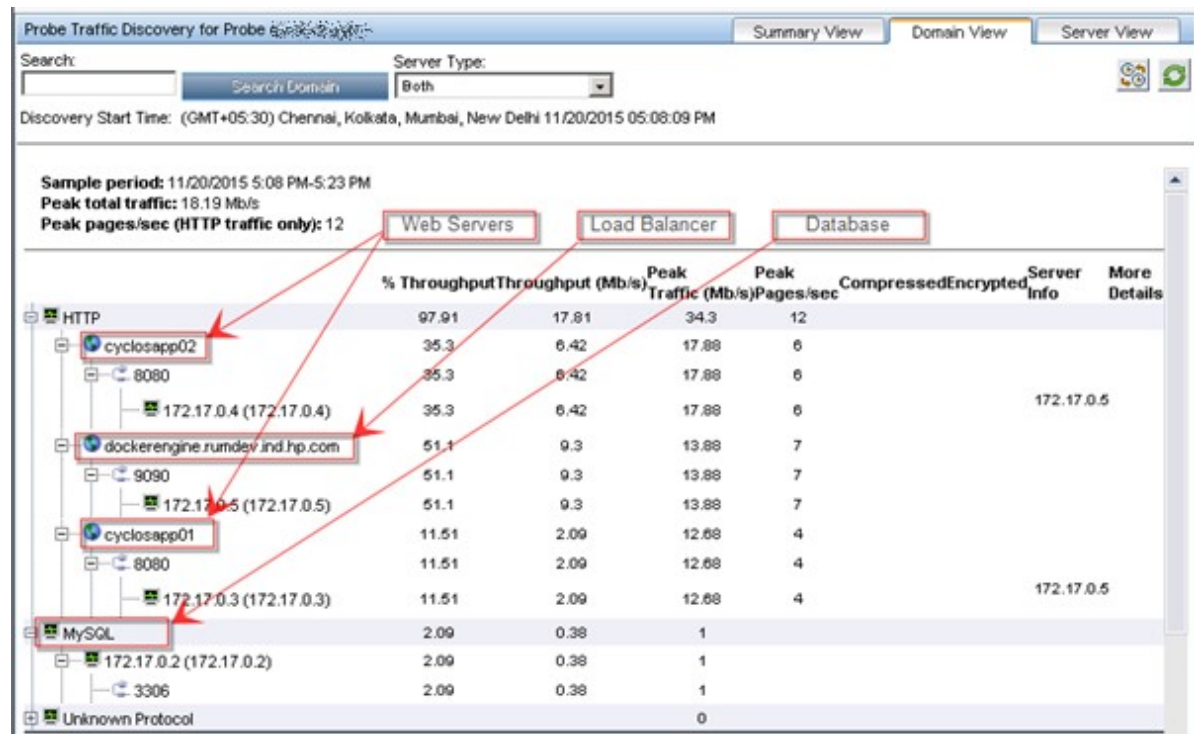 Probe Traffic Discovery for Probe
Summary View Domain View Server View
Search: Server Type:
Search Domain Both
Discovery Start Time: (GMT+05:30) Chennai, Kolkata, Mumbai, New Delhi 11/20/2015 05:08:09 PM
Sample period: 11/20/2015 5:08 PM-5:23 PM
Peak total traffic: 18.19 Mb/s
Peak pages/sec (HTTP traffic only): 12
Web Servers Load Balancer Database
% Throughput Throughput (Mb/s) Peak Traffic (Mb/s) Peak Pages/sec Compressed Encrypted Server Info More Details
HTTP 97.91 17.81 34.3 12
cyclosapp02 35.3 6.42 17.88 6
8080 35.3 6.42 17.88 6
172.17.0.4 (172.17.0.4) 35.3 6.42 17.88 6 172.17.0.5
dockerengine.rumdev.ind.hp.com 51.1 9.3 13.88 7
9090 51.1 9.3 13.88 7
172.17.0.5 (172.17.0.5) 51.1 9.3 13.88 7
cyclosapp01 11.51 2.09 12.68 4
8080 11.51 2.09 12.68 4
172.17.0.3 (172.17.0.3) 11.51 2.09 12.68 4 172.17.0.5
MySQL 2.09 0.38 1
172.17.0.2 (172.17.0.2) 2.09 0.38 1
3306 2.09 0.38 1
Unknown Protocol 0